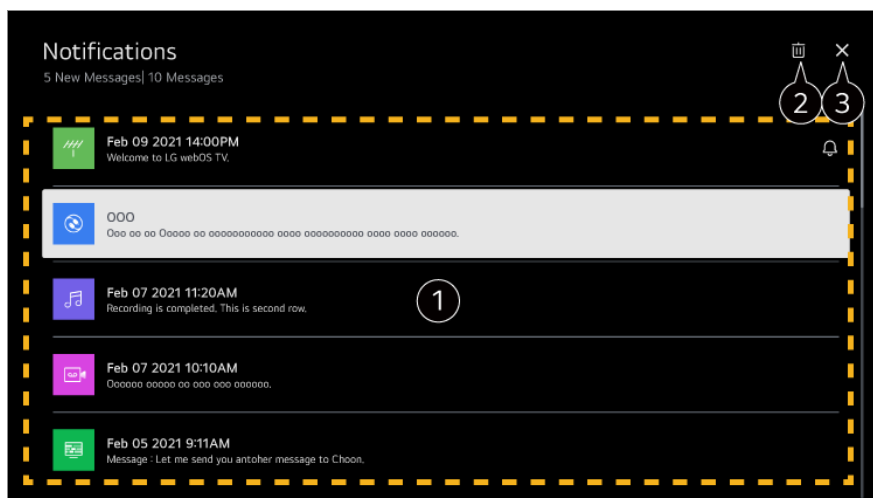 Notifications
5 New Messages| 10 Messages
2 3
Feb 09 2021 14:00PM
Welcome to LG webOS TV.
OOO
Ooo oo oo Ooooo oo ooooooooooo oooo oooooooooo oooo oooo oooooo.
Feb 07 2021 11:20AM
Recording is completed. This is second row.
1
Feb 07 2021 10:10AM
Oooooo ooooo oo ooo ooo oooooo.
Feb 05 2021 9:11AM
Message : Let me send you antoher message to Choon.